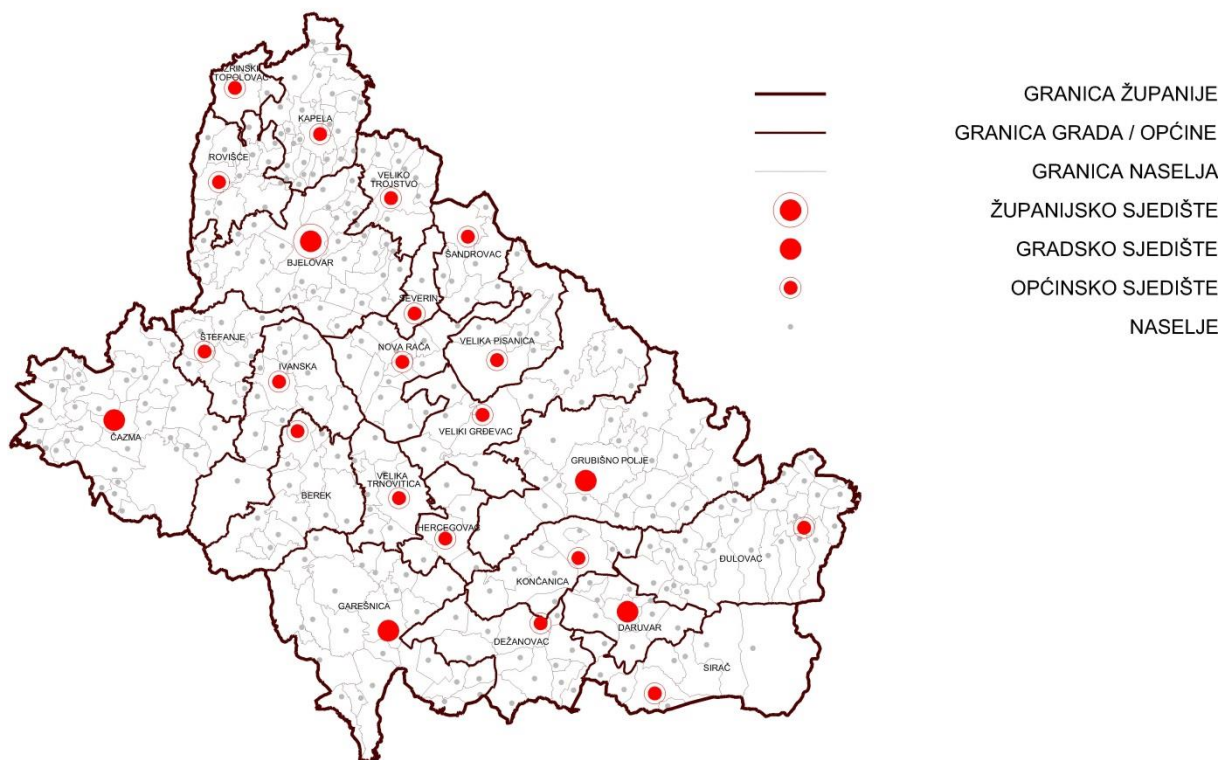 ZRINSKI
TOPOLOVAC
KAPELA
ROVIŠĆE
VELIKO
TROJSTVO
BJELOVAR
ŠANDROVAC
SEVERIN
ŠTEFANJE
IVANSKA
NOVA RAČA
VELIKA PISANICA
ČAZMA
VELIKI GRĐEVAC
GRUBIŠNO POLJE
BEREK
VELIKA
TRNOVITICA
HERCEGOVAC
ĐULOVAC
KONČANICA
GAREŠNICA
DEŽANOVAC
DARUVAR
SIRAČ
GRANICA ŽUPANIJE
GRANICA GRADA / OPĆINE
GRANICA NASELJA
ŽUPANIJSKO SJEDIŠTE
GRADSKO SJEDIŠTE
OPĆINSKO SJEDIŠTE
NASELJE